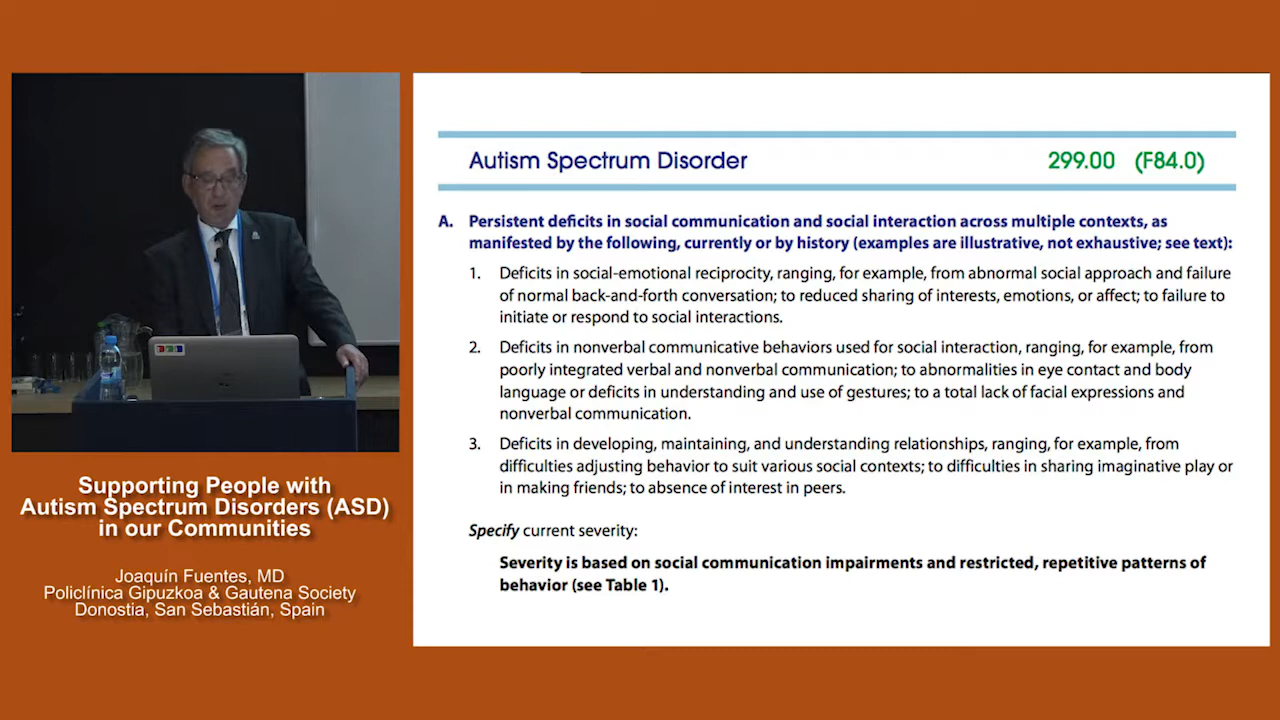 Supporting People with
Autism Spectrum Disorders (ASD)
in our Communities
Joaquín Fuentes, MD
Policlínica Gipuzkoa & Gautena Society
Donostia, San Sebastián, Spain
Autism Spectrum Disorder 299.00 (F84.0)
A. Persistent deficits in social communication and social interaction across multiple contexts, as
manifested by the following, currently or by history (examples are illustrative, not exhaustive; see text):
1. Deficits in social-emotional reciprocity, ranging, for example, from abnormal social approach and failure
of normal back-and-forth conversation; to reduced sharing of interests, emotions, or affect; to failure to
initiate or respond to social interactions.
2. Deficits in nonverbal communicative behaviors used for social interaction, ranging, for example, from
poorly integrated verbal and nonverbal communication; to abnormalities in eye contact and body
language or deficits in understanding and use of gestures; to a total lack of facial expressions and
nonverbal communication.
3. Deficits in developing, maintaining, and understanding relationships, ranging, for example, from
difficulties adjusting behavior to suit various social contexts; to difficulties in sharing imaginative play or
in making friends; to absence of interest in peers.
Specify current severity:
Severity is based on social communication impairments and restricted, repetitive patterns of
behavior (see Table 1).